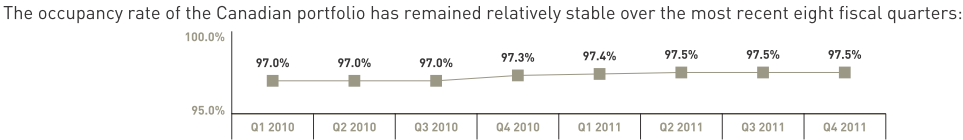 The occupancy rate of the Canadian portfolio has remained relatively stable over the most recent eight fiscal quarters:
100.0%
97.0% 97.0% 97.0% 97.3% 97.4% 97.5% 97.5% 97.5%
95.0%
Q1 2010 Q2 2010 Q3 2010 Q4 2010 Q1 2011 Q2 2011 Q3 2011 Q4 2011